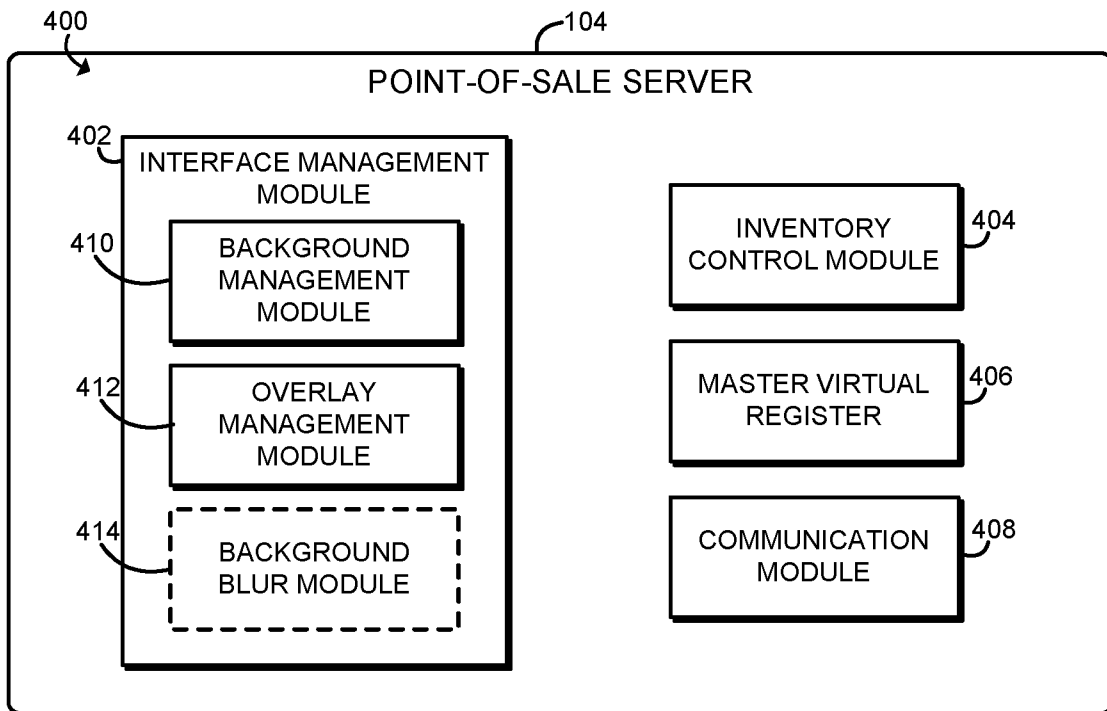 400
104
POINT-OF-SALE SERVER
402
INTERFACE MANAGEMENT
MODULE
410
BACKGROUND
MANAGEMENT
MODULE
412
OVERLAY
MANAGEMENT
MODULE
414
BACKGROUND
BLUR MODULE
INVENTORY
CONTROL MODULE
404
MASTER VIRTUAL
REGISTER
406
COMMUNICATION
MODULE
408